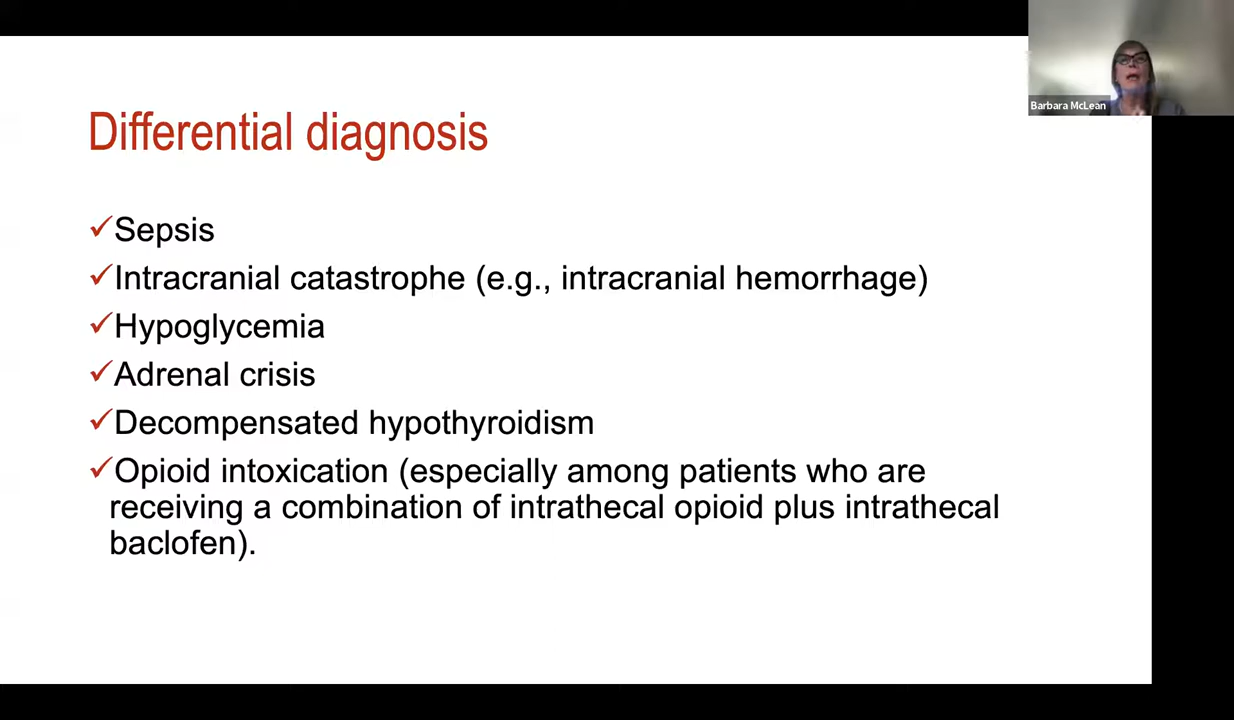 Barbara McLean
Differential diagnosis
✓Sepsis
✓Intracranial catastrophe (e.g., intracranial hemorrhage)
✓Hypoglycemia
✓Adrenal crisis
✓Decompensated hypothyroidism
✓Opioid intoxication (especially among patients who are
receiving a combination of intrathecal opioid plus intrathecal
baclofen).